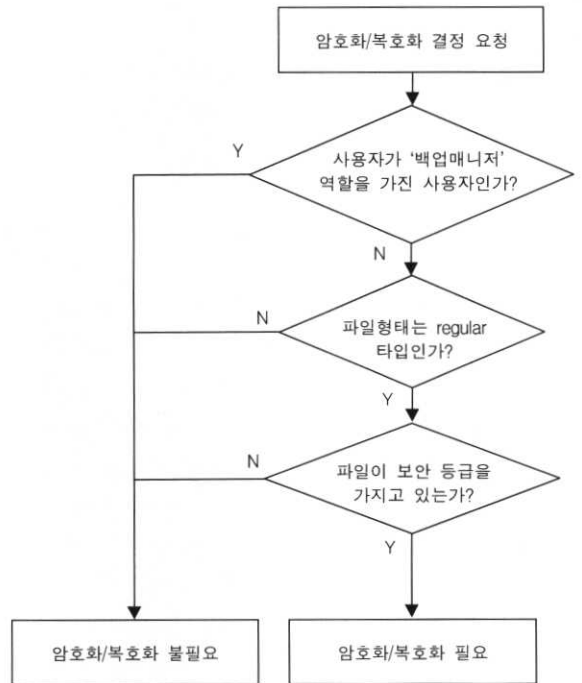 암호화/복호화 결정 요청
Y
사용자가 '백업매니저'
역할을 가진 사용자인가?
N
N
파일형태는 regular
타입인가?
Y
N
파일이 보안 등급을
가지고 있는가?
Y
암호화/복호화 불필요
암호화/복호화 필요